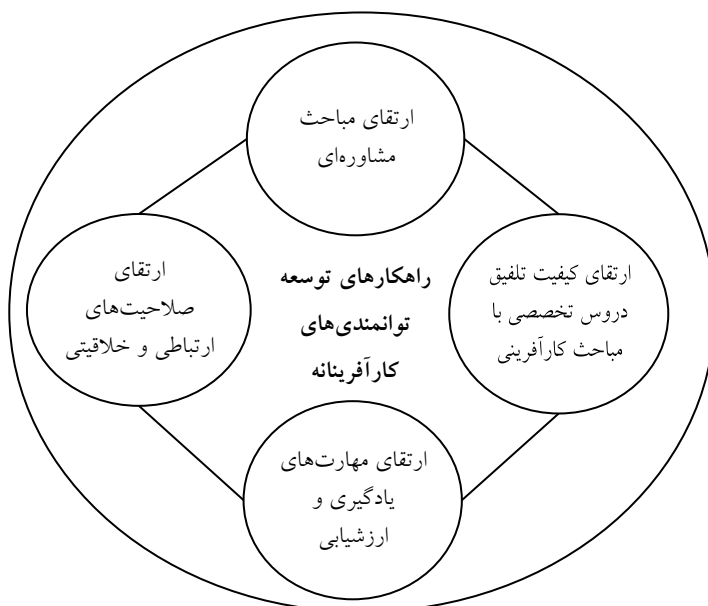 ارتقای مباحث
مشاوره‌ای
ارتقای کیفیت تلفیق
دروس تخصصی با
مباحث کارآفرینی
راهکارهای توسعه
توانمندی‌های
کارآفرینانه
ارتقای
صلاحیت‌های
ارتباطی و خلاقیتی
ارتقای مهارت‌های
یادگیری و
ارزشیابی